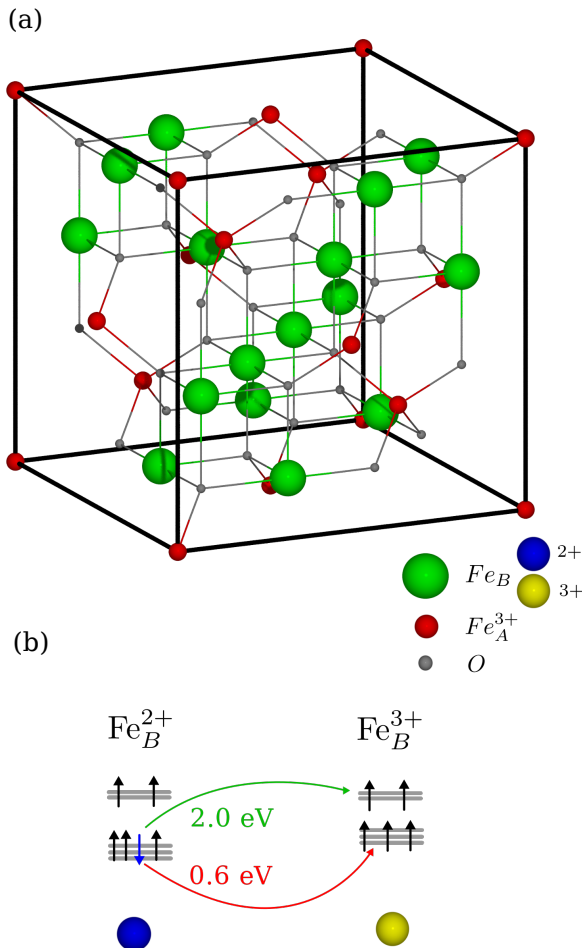 (a)
Fe_B 2+
3+
Fe_A^{3+}
O
(b)
Fe_B^{2+} Fe_B^{3+}
2.0 eV
0.6 eV